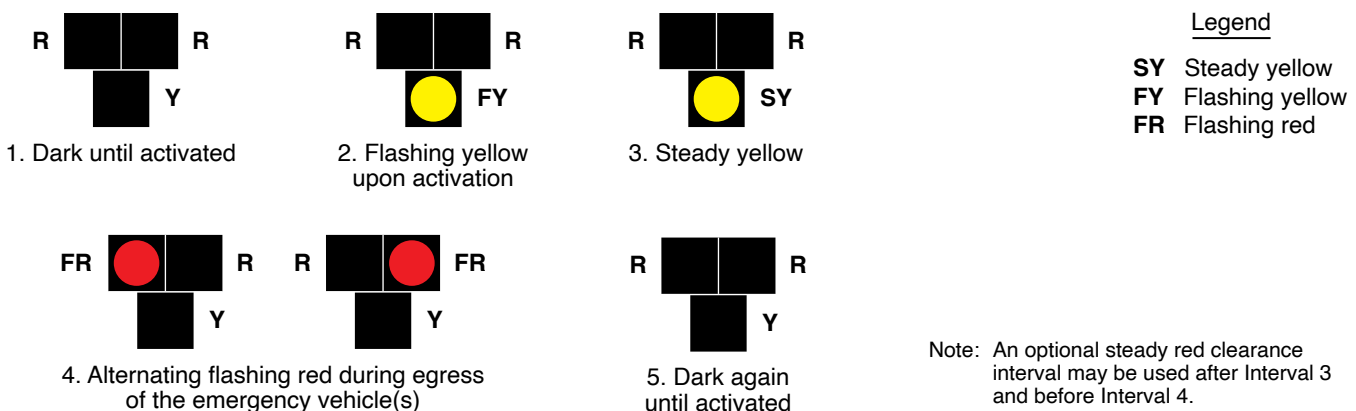 R R
Y
1. Dark until activated
R R
FY
2. Flashing yellow
upon activation
R R
SY
3. Steady yellow
Legend
SY Steady yellow
FY Flashing yellow
FR Flashing red
FR R R FR
Y Y
4. Alternating flashing red during egress
of the emergency vehicle(s)
R R
Y
5. Dark again
until activated
Note: An optional steady red clearance
interval may be used after Interval 3
and before Interval 4.